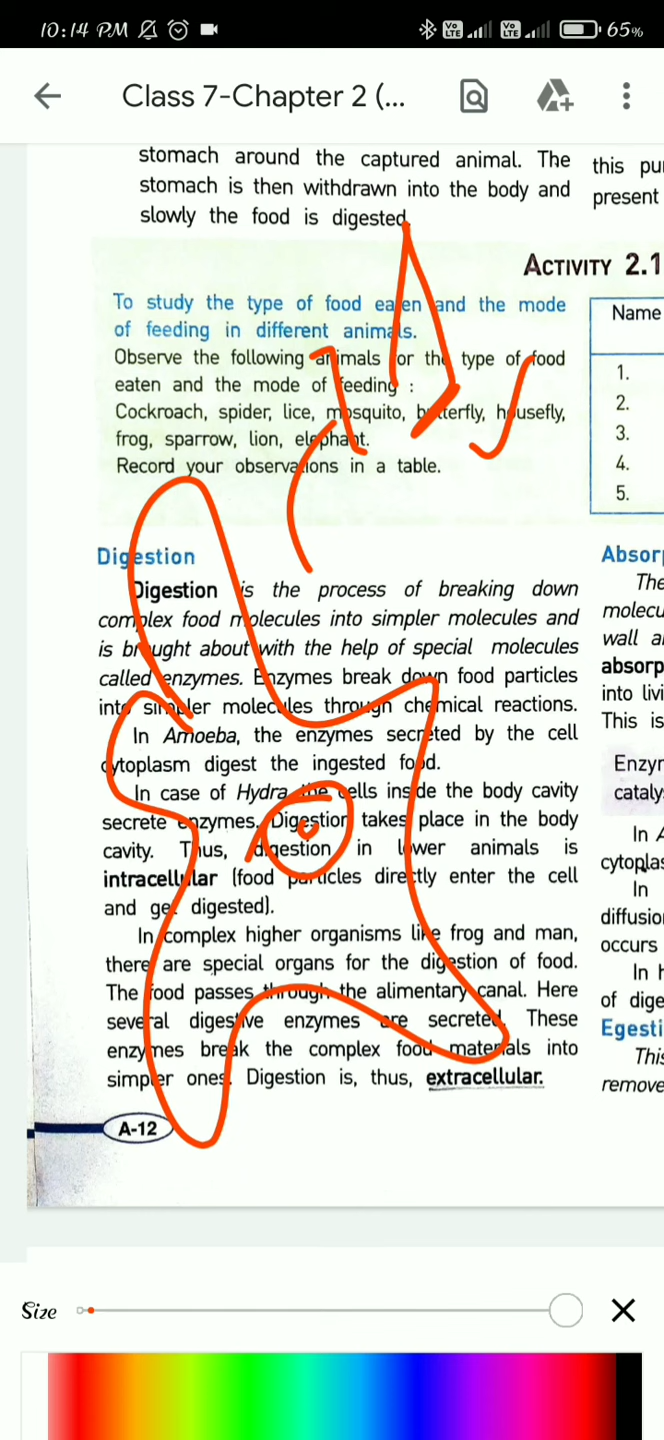 10:14 PM
Vo LTE
Vo LTE
65%
Class 7-Chapter 2 (...
stomach around the captured animal. The
stomach is then withdrawn into the body and
slowly the food is digested.
ACTIVITY 2.1
To study the type of food eaten and the mode
of feeding in different animals.
Observe the following animals for the type of food
eaten and the mode of feeding :
Cockroach, spider, lice, mosquito, butterfly, housefly,
frog, sparrow, lion, elephant.
Record your observations in a table.
Digestion
Digestion is the process of breaking down
complex food molecules into simpler molecules and
is brought about with the help of special molecules
called enzymes. Enzymes break down food particles
into simpler molecules through chemical reactions.
In Amoeba, the enzymes secreted by the cell
cytoplasm digest the ingested food.
In case of Hydra the cells inside the body cavity
secrete enzymes. Digestion takes place in the body
cavity. Thus, digestion in lower animals is
intracellular (food particles directly enter the cell
and get digested).
In complex higher organisms like frog and man,
there are special organs for the digestion of food.
The food passes through the alimentary canal. Here
several digestive enzymes are secreted. These
enzymes break the complex food materials into
simpler ones. Digestion is, thus, extracellular.
A-12
this
present
Name
1.
2.
3.
4.
5.
The
wall
into
This is
In
cytoplas
In
occurs
In
of dige
Egesti
This
remove
Size